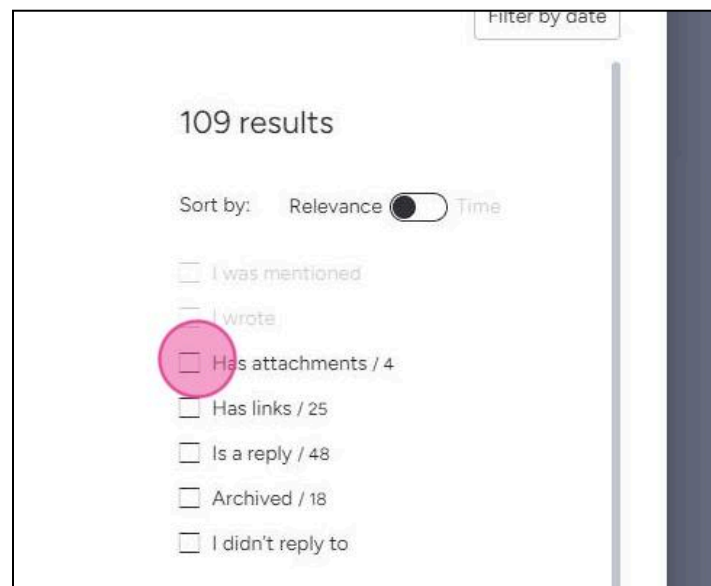 Filter by date
109 results
Sort by: Relevance Time
I was mentioned
I wrote
Has attachments / 4
Has links / 25
Is a reply / 48
Archived / 18
I didn't reply to